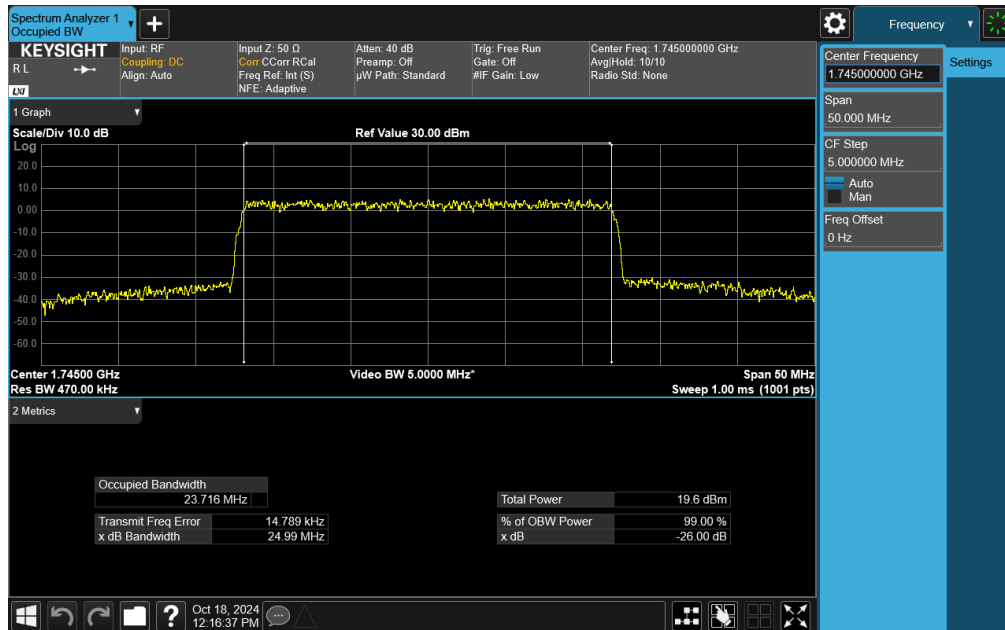 Spectrum Analyzer 1
Occupied BW
+
Frequency
KEYSIGHT
RL
LXI
Input: RF
Coupling: DC
Align: Auto
Input Z: 50 Ω
Corr CCorr RCal
Freq Ref: Int (S)
NFE: Adaptive
Atten: 40 dB
Preamp: Off
µW Path: Standard
Trig: Free Run
Gate: Off
#IF Gain: Low
Center Freq: 1.745000000 GHz
Avg|Hold: 10/10
Radio Std: None
Center Frequency
1.745000000 GHz
Settings
Span
50.000 MHz
CF Step
5.000000 MHz
Auto
Man
Freq Offset
0 Hz
1 Graph
Scale/Div 10.0 dB
Ref Value 30.00 dBm
Log
20.0
10.0
0.00
-10.0
-20.0
-30.0
-40.0
-50.0
-60.0
Center 1.74500 GHz
Video BW 5.0000 MHz*
Span 50 MHz
Res BW 470.00 kHz
Sweep 1.00 ms (1001 pts)
2 Metrics
Occupied Bandwidth
23.716 MHz
Total Power 19.6 dBm
Transmit Freq Error 14.789 kHz
% of OBW Power 99.00 %
x dB Bandwidth 24.99 MHz
x dB -26.00 dB
?
Oct 18, 2024
12:16:37 PM